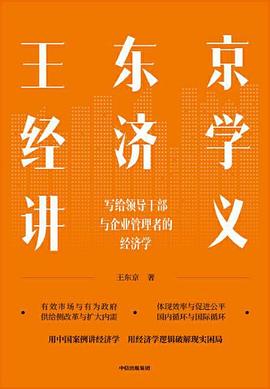 王东京
经济学
讲义
写给领导干部
与企业管理者的
经济学
王东京 著
有效市场与有为政府 体现效率与促进公平
供给侧改革与扩大内需 国内循环与国际循环
用中国案例讲经济学 用经济学逻辑破解现实困局
中信出版集团